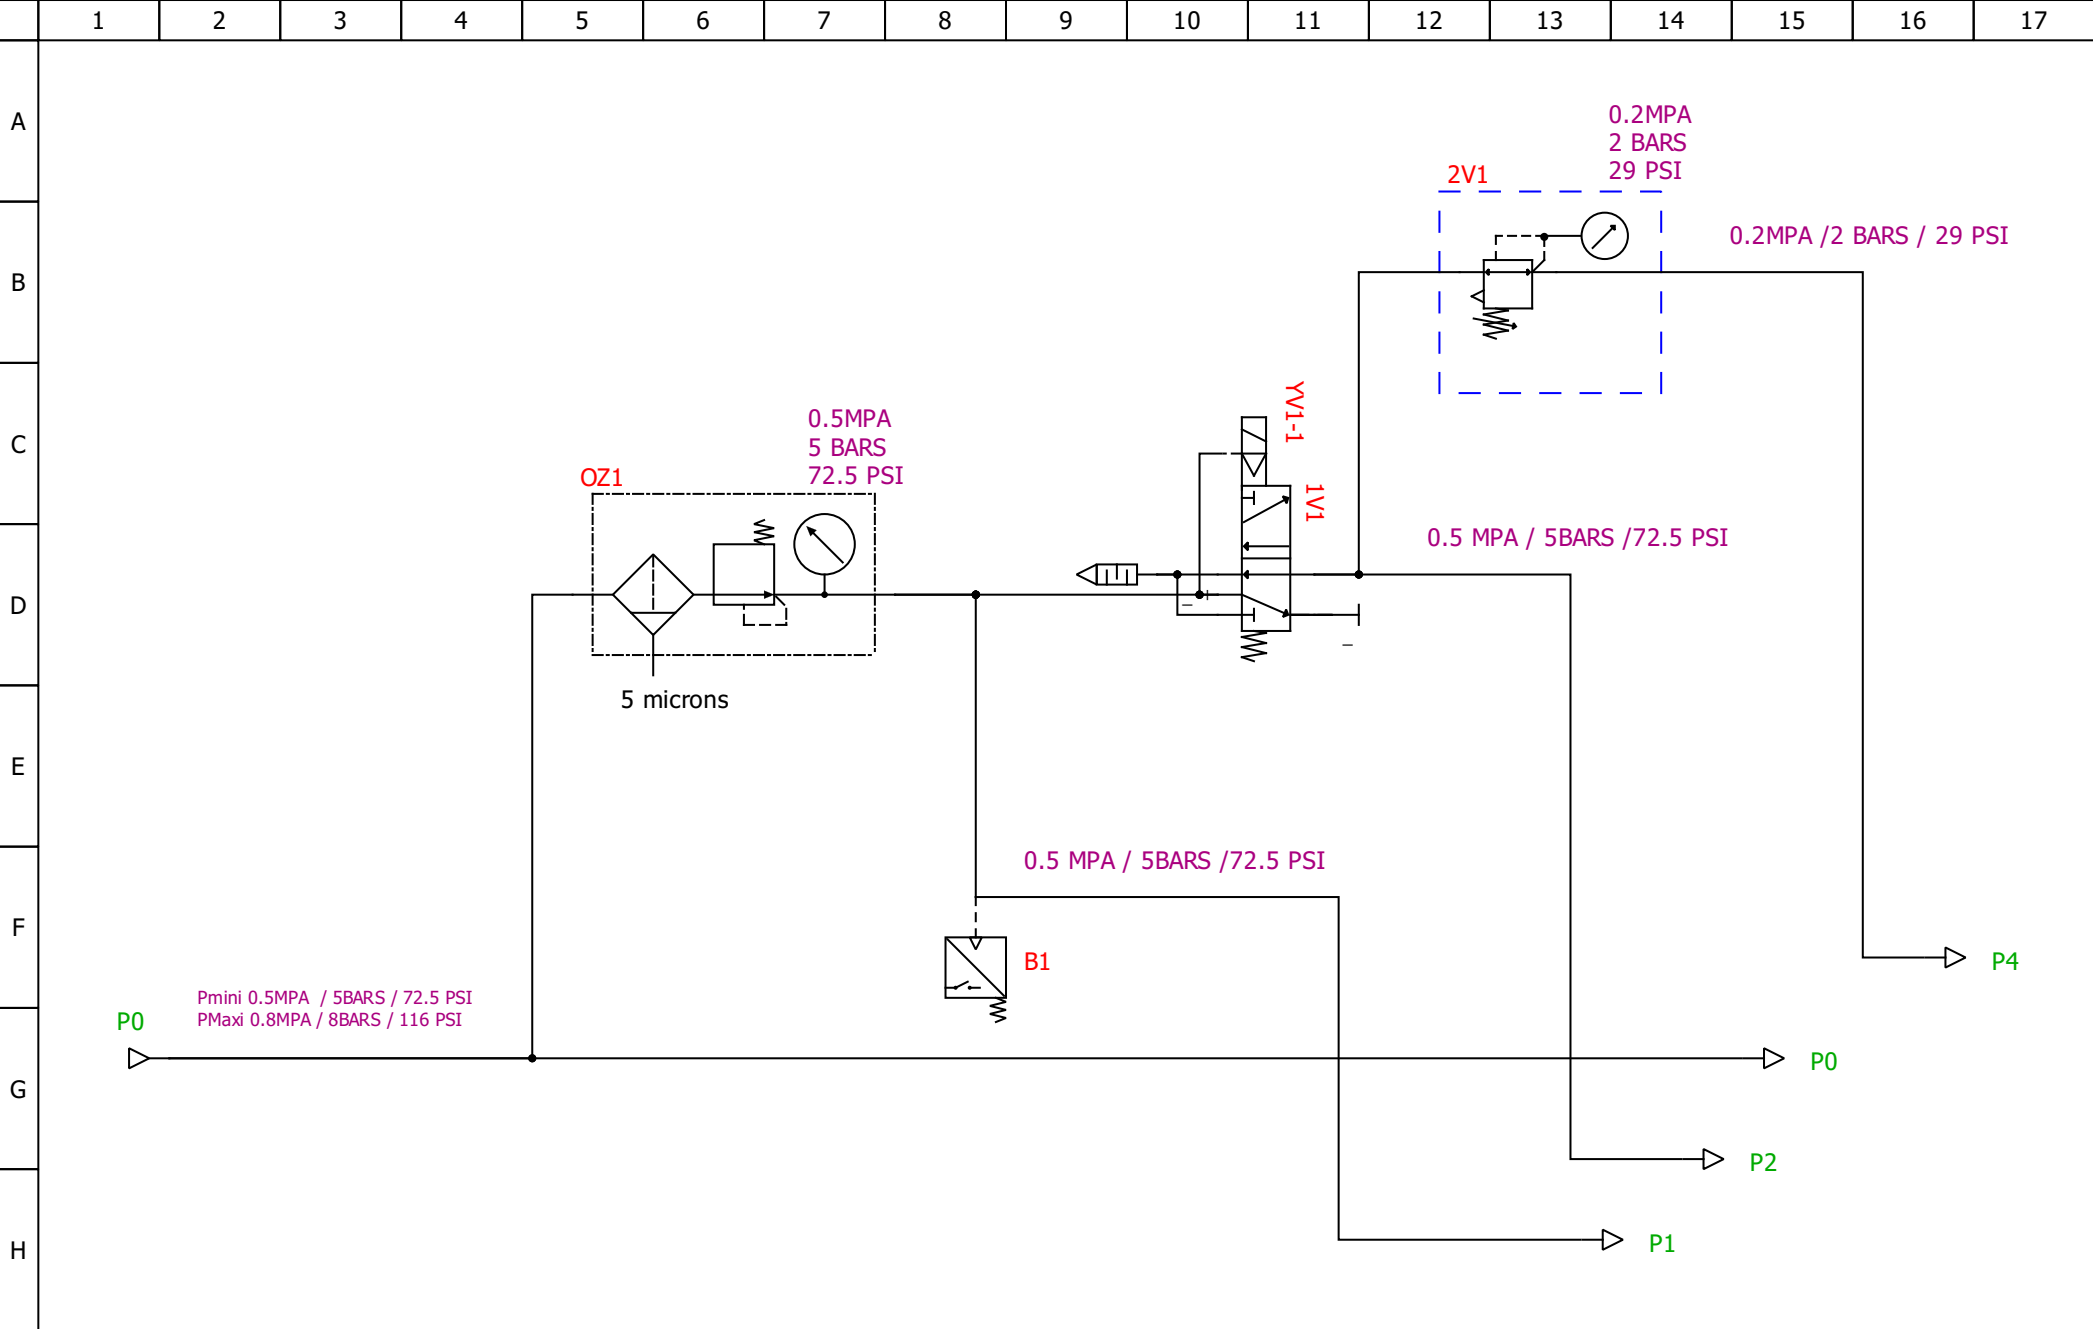 1 2 3 4 5 6 7 8 9 10 11 12 13 14 15 16 17
A
0.2MPA
2 BARS
29 PSI
2V1
0.2MPA /2 BARS / 29 PSI
B
YV1-1
C
0.5MPA
5 BARS
72.5 PSI
OZ1
1V1
0.5 MPA / 5BARS /72.5 PSI
D
5 microns
E
0.5 MPA / 5BARS /72.5 PSI
F
B1
P4
Pmini 0.5MPA  / 5BARS / 72.5 PSI
PMaxi 0.8MPA / 8BARS / 116 PSI
P0
P0
G
P2
H
P1